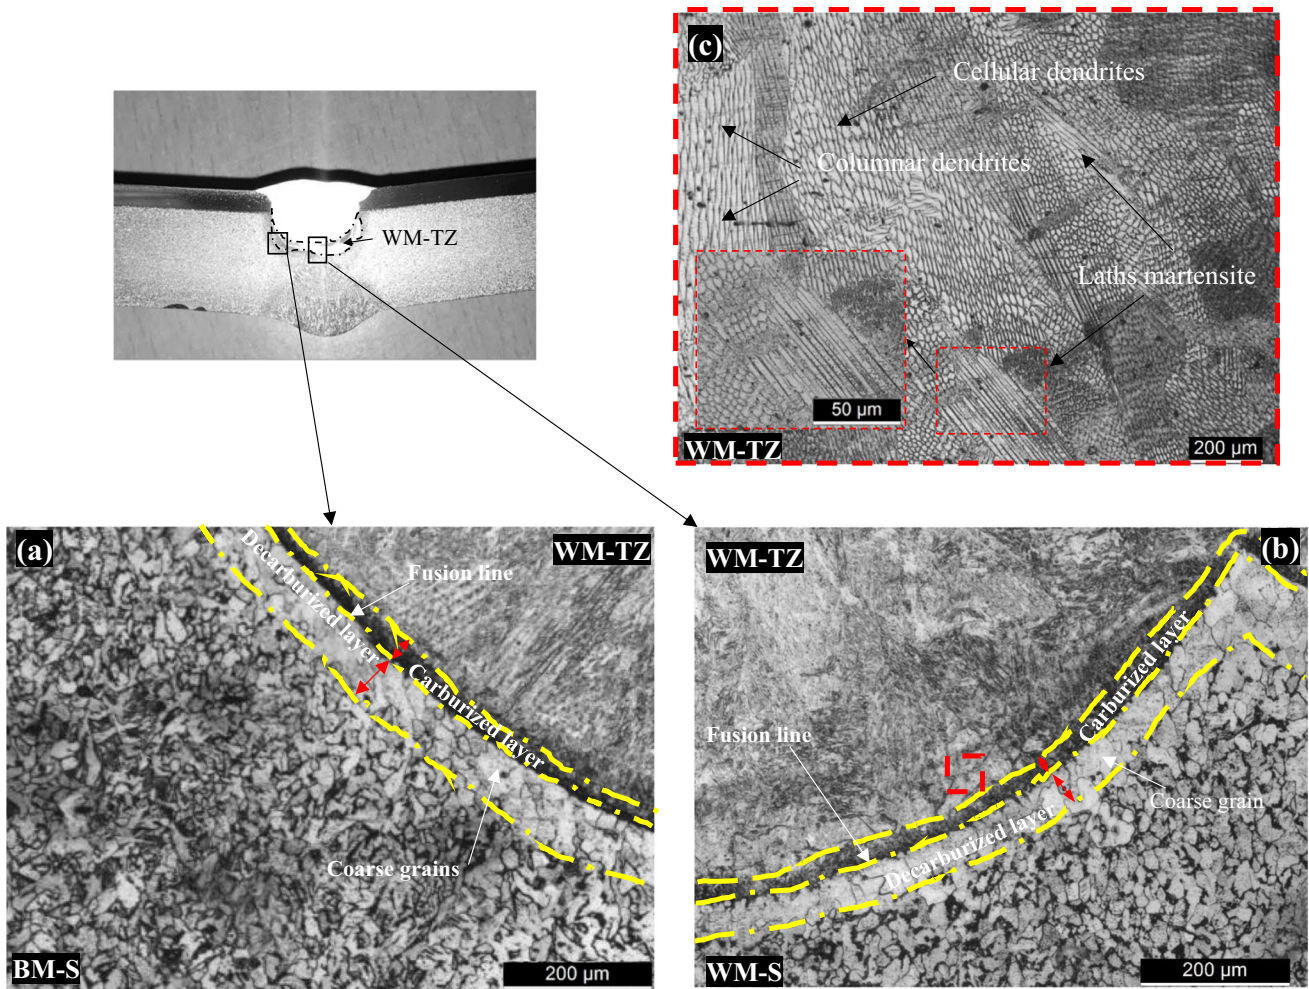 (c)
Cellular dendrites
Columnar dendrites
Laths martensite
50 µm
WM-TZ
200 µm
WM-TZ
(a)
WM-TZ
Fusion line
Decarburized layer
Carburized layer
Coarse grains
BM-S
200 µm
WM-TZ
(b)
Carburized layer
Fusion line
Coarse grain
Decarburized layer
WM-S
200 µm